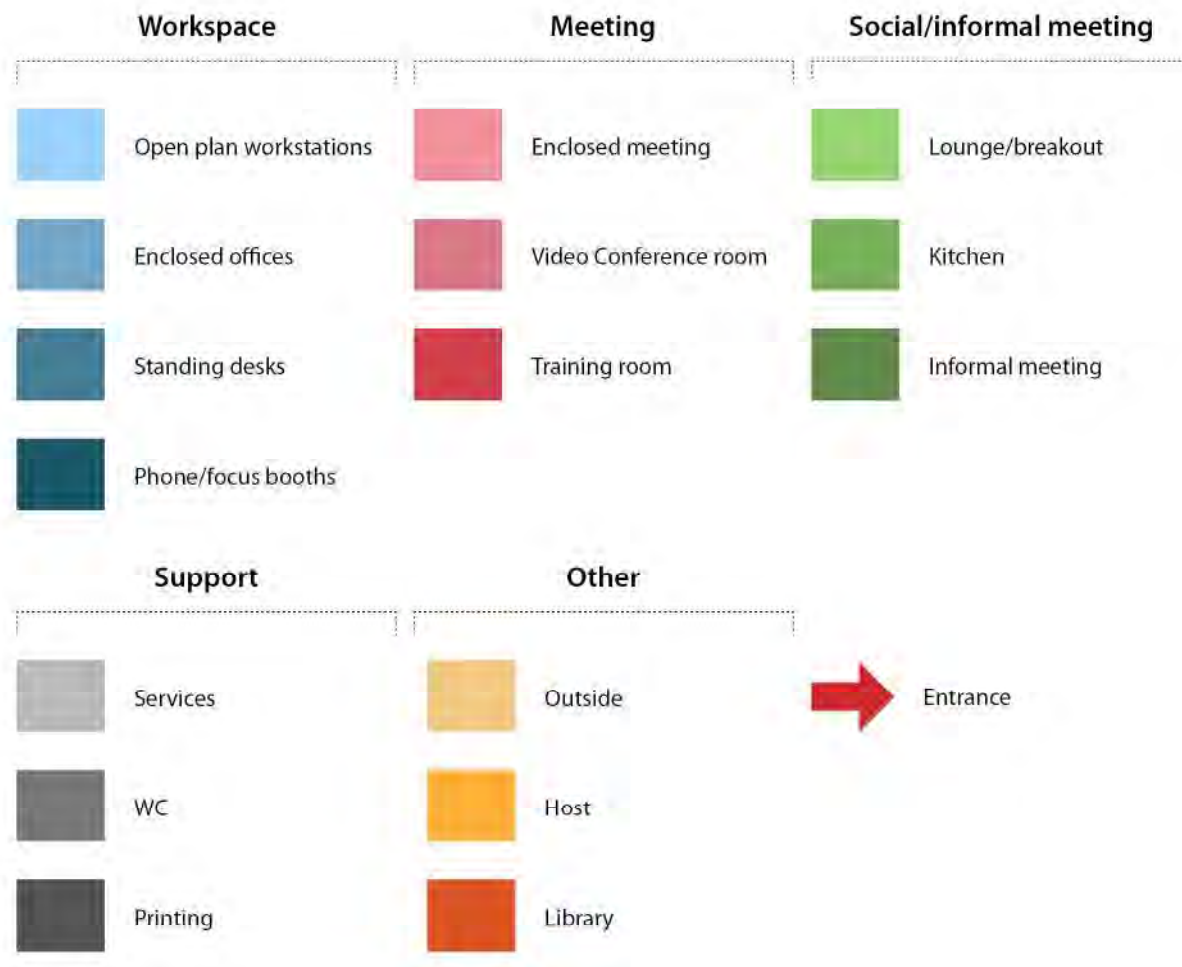 Workspace
Open plan workstations
Enclosed offices
Standing desks
Phone/focus booths
Meeting
Enclosed meeting
Video Conference room
Training room
Social/informal meeting
Lounge/breakout
Kitchen
Informal meeting
Support
Services
WC
Printing
Other
Outside
Host
Library
Entrance